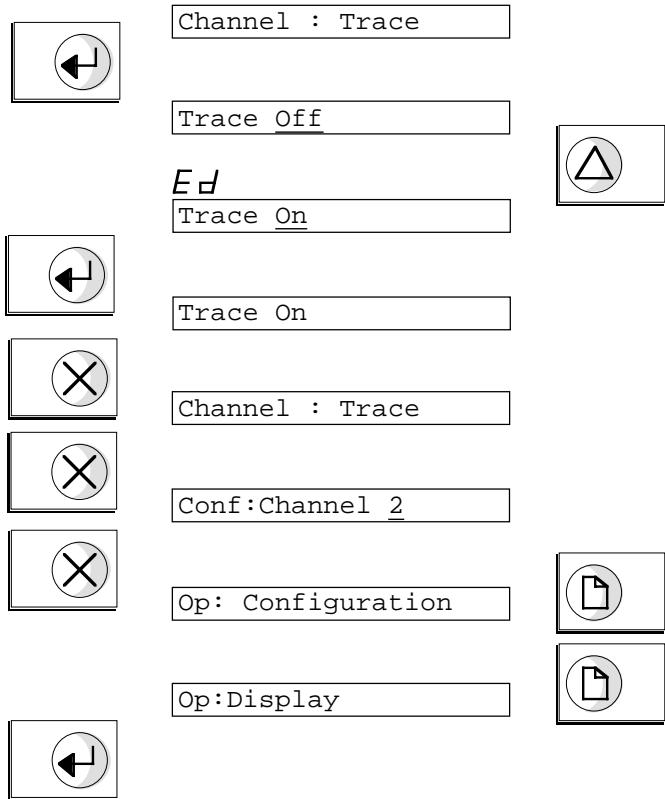 Channel : Trace
Trace Off
Ed
Trace On
Trace On
Channel : Trace
Conf:Channel 2
Op: Configuration
Op:Display